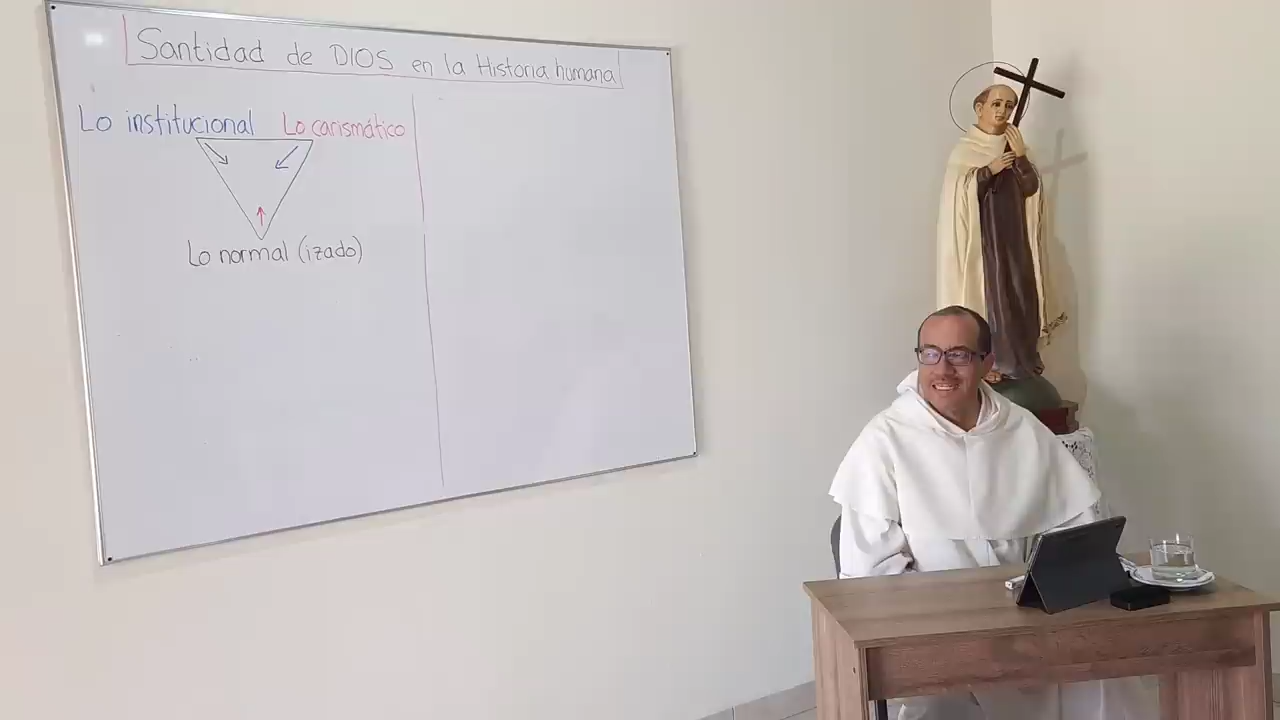 Santidad de DIOS en la Historia humana
Lo institucional Lo carismático
Lo normal (izado)